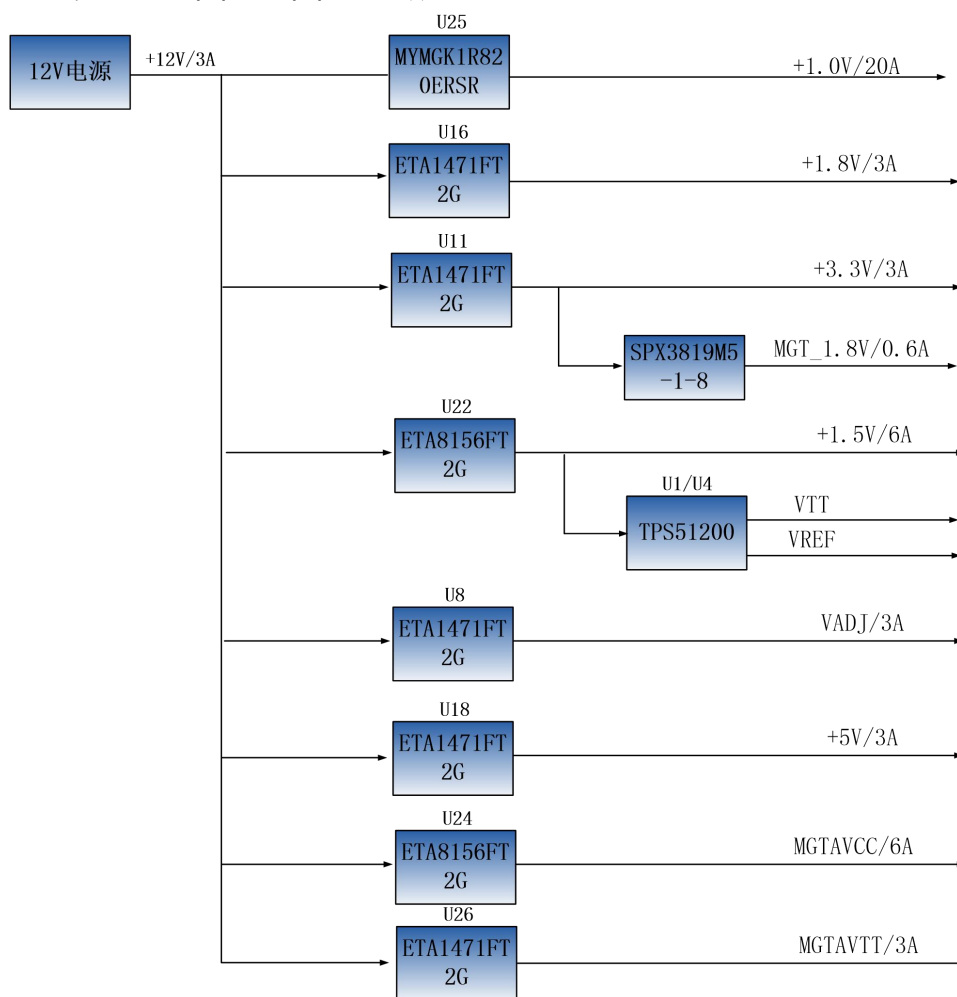 U25
12V电源
+12V/3A
MYMGK1R82
0ERSR
+1.0V/20A
U16
ETA1471FT
2G
+1.8V/3A
U11
ETA1471FT
2G
+3.3V/3A
SPX3819M5
-1-8
MGT_1.8V/0.6A
U22
ETA8156FT
2G
+1.5V/6A
U1/U4
TPS51200
VTT
VREF
U8
ETA1471FT
2G
VADJ/3A
U18
ETA1471FT
2G
+5V/3A
U24
ETA8156FT
2G
MGTAVCC/6A
U26
ETA1471FT
2G
MGTAVTT/3A